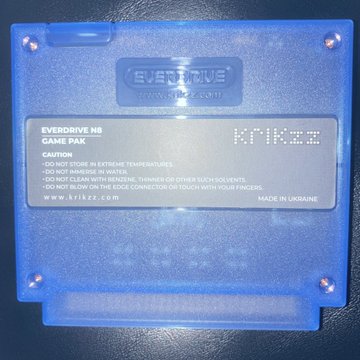 EVERDRIVE
www.krikzz.com
EVERDRIVE N8
GAME PAK
krikzz
CAUTION
• DO NOT STORE IN EXTREME TEMPERATURES.
• DO NOT IMMERSE IN WATER.
• DO NOT CLEAN WITH BENZENE, THINNER OR OTHER SUCH SOLVENTS.
• DO NOT BLOW ON THE EDGE CONNECTOR OR TOUCH WITH YOUR FINGERS.
www.krikzz.com
MADE IN UKRAINE